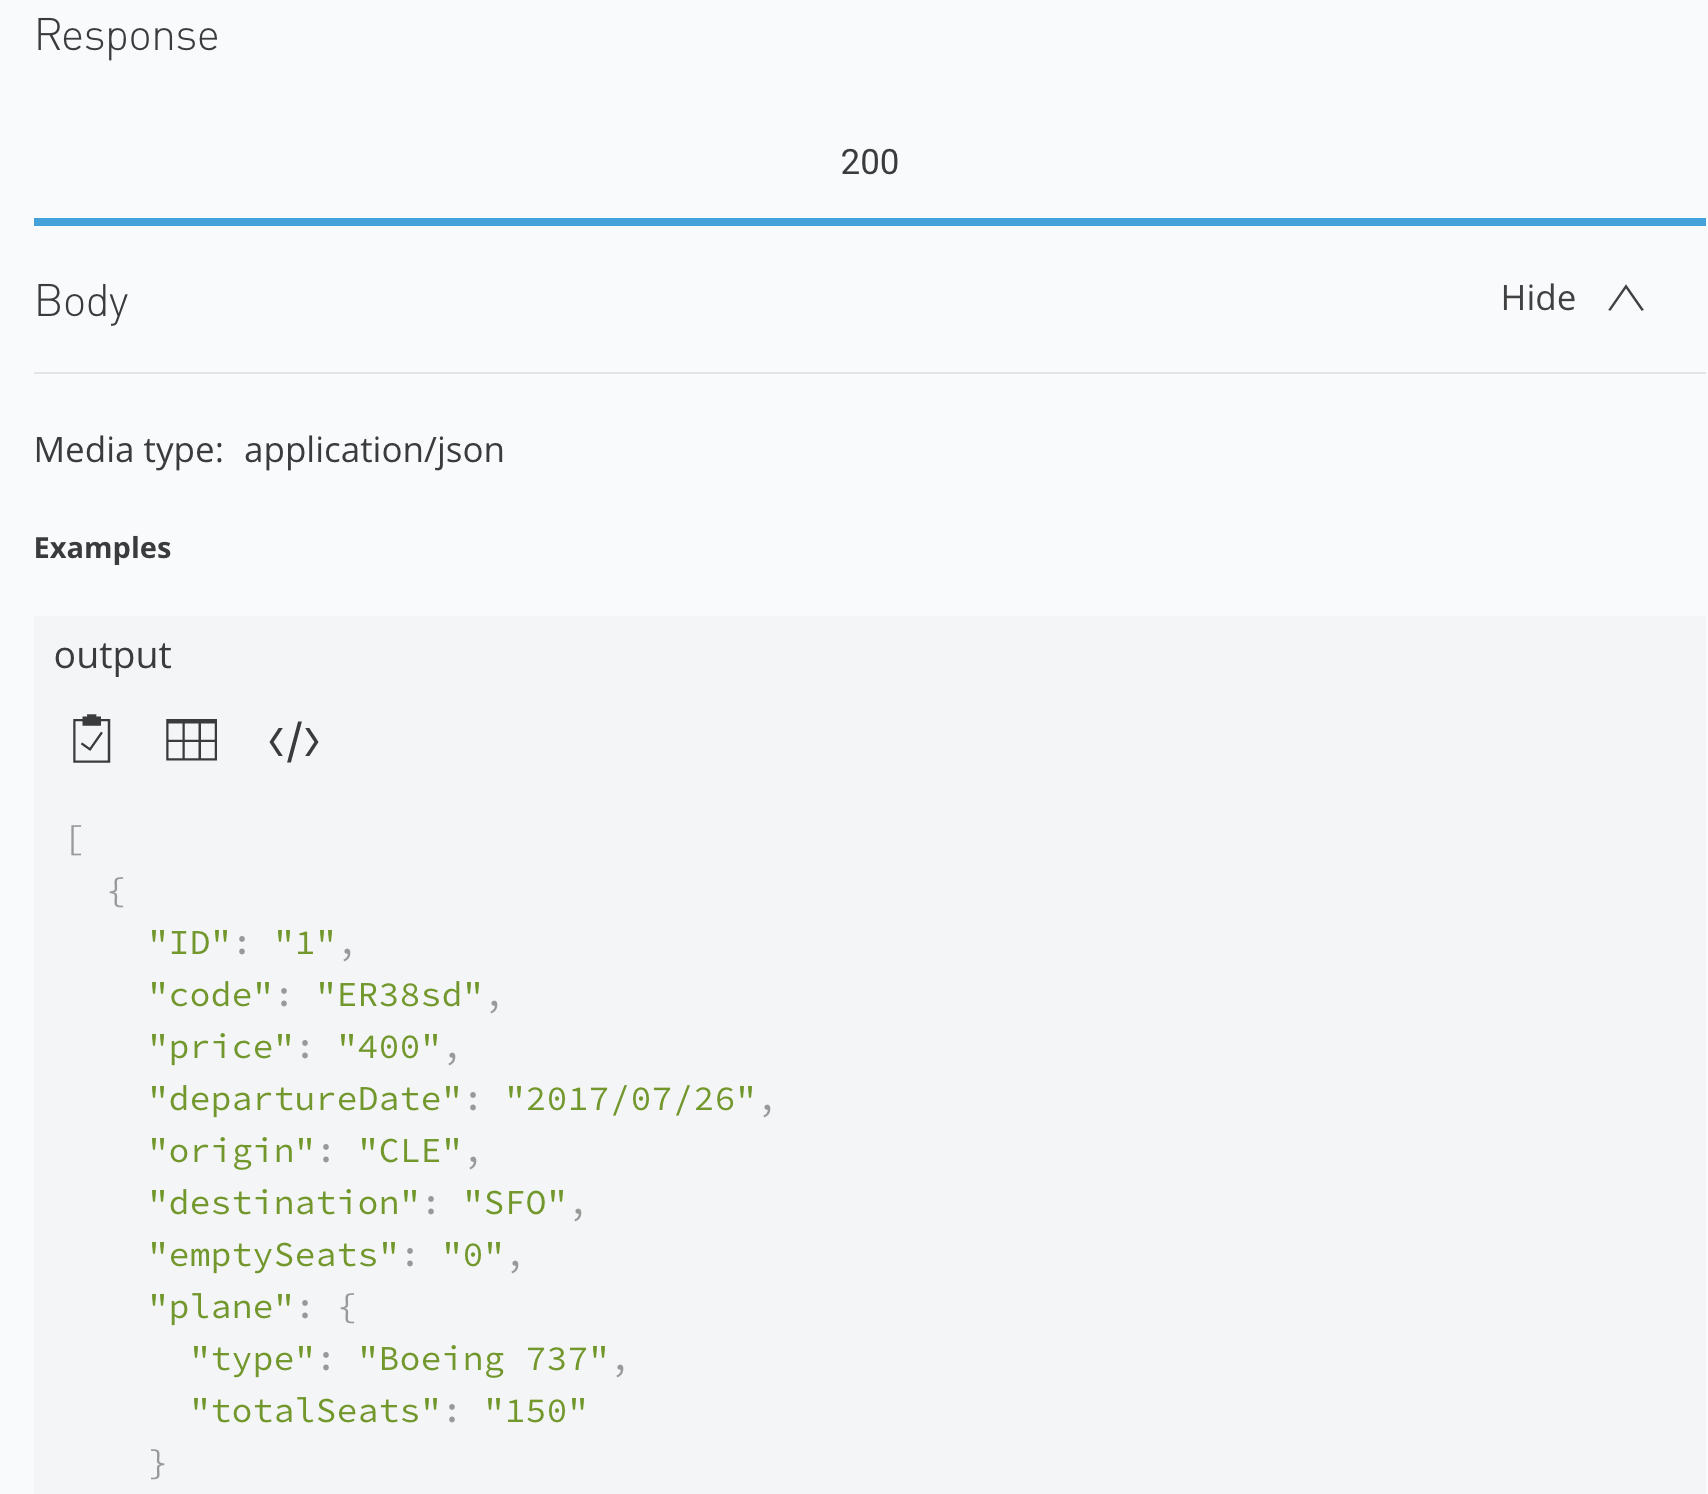 Response
200
Body
Hide
Media type: application/json
Examples
output
[
  {
    "ID": "1",
    "code": "ER38sd",
    "price": "400",
    "departureDate": "2017/07/26",
    "origin": "CLE",
    "destination": "SFO",
    "emptySeats": "0",
    "plane": {
      "type": "Boeing 737",
      "totalSeats": "150"
    }